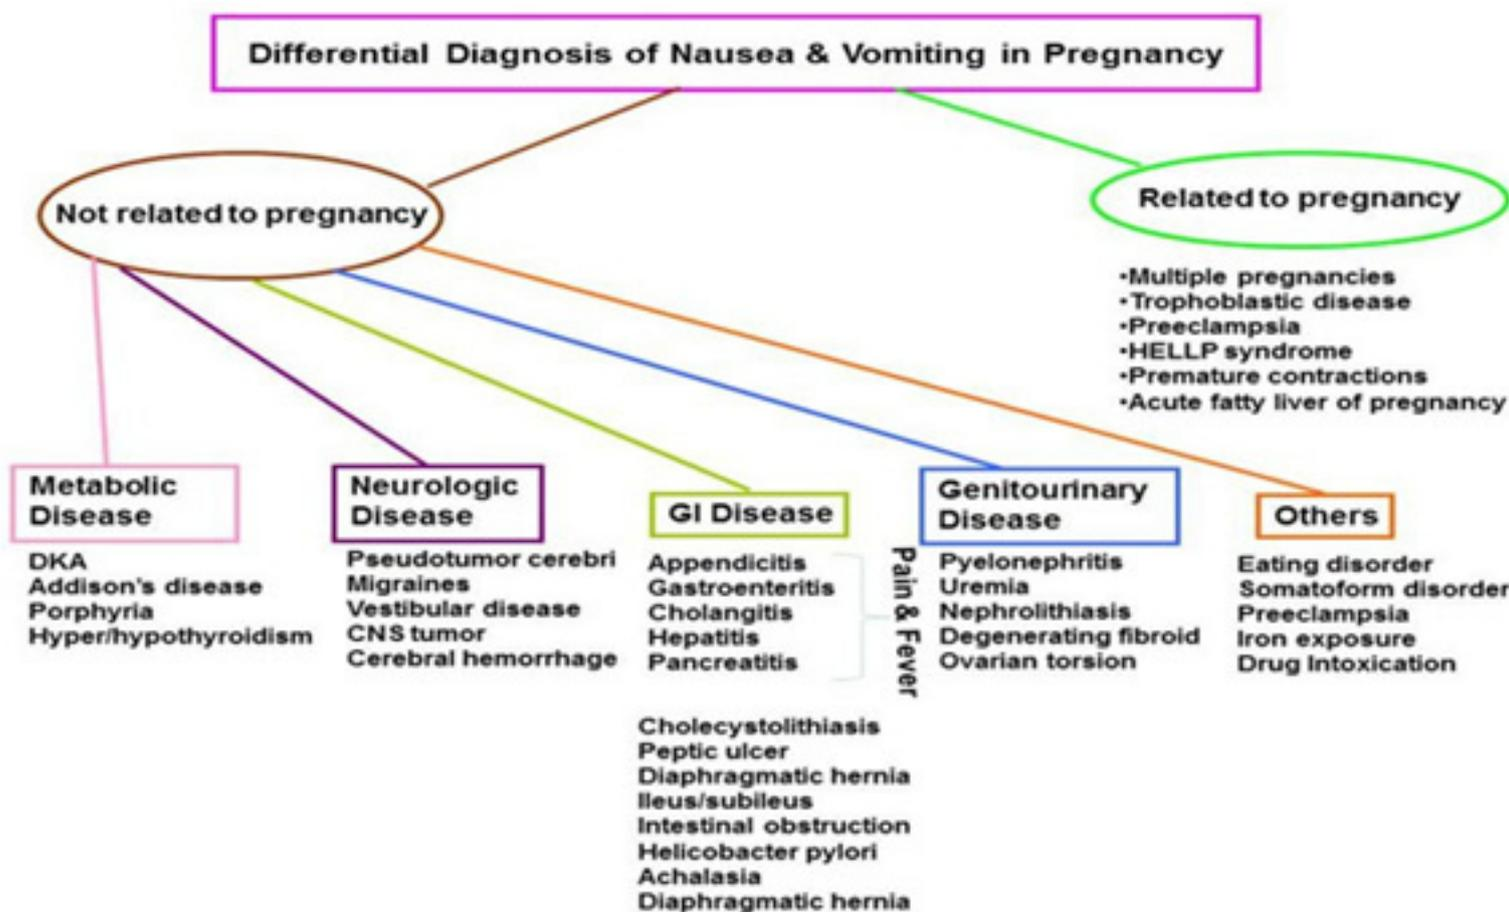 Differential Diagnosis of Nausea & Vomiting in Pregnancy
Not related to pregnancy
Related to pregnancy
•Multiple pregnancies
•Trophoblastic disease
•Preeclampsia
•HELLP syndrome
•Premature contractions
•Acute fatty liver of pregnancy
Metabolic
Disease
DKA
Addison's disease
Porphyria
Hyper/hypothyroidism
Neurologic
Disease
Pseudotumor cerebri
Migraines
Vestibular disease
CNS tumor
Cerebral hemorrhage
GI Disease
Appendicitis
Gastroenteritis
Cholangitis
Hepatitis
Pancreatitis
Pain & Fever
Cholecystolithiasis
Peptic ulcer
Diaphragmatic hernia
Ileus/subileus
Intestinal obstruction
Helicobacter pylori
Achalasia
Diaphragmatic hernia
Genitourinary
Disease
Pyelonephritis
Uremia
Nephrolithiasis
Degenerating fibroid
Ovarian torsion
Others
Eating disorder
Somatoform disorder
Preeclampsia
Iron exposure
Drug Intoxication